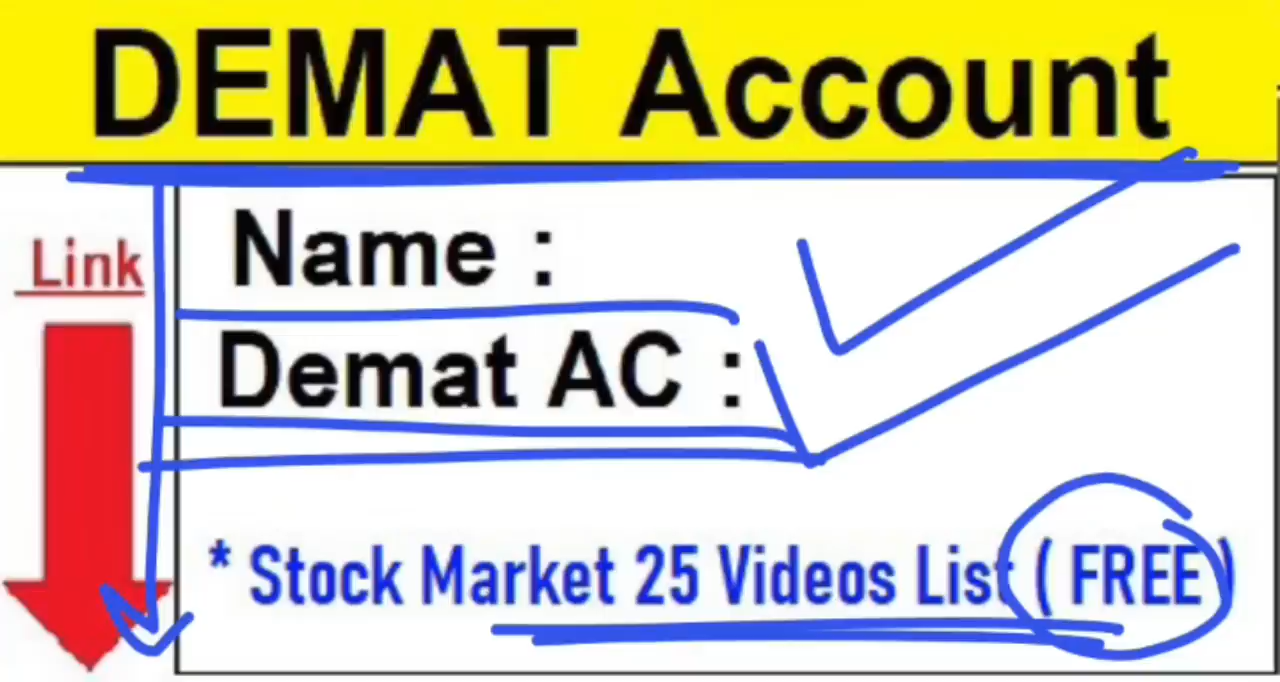 DEMAT Account
Link
Name :
Demat AC :
* Stock Market 25 Videos List ( FREE )